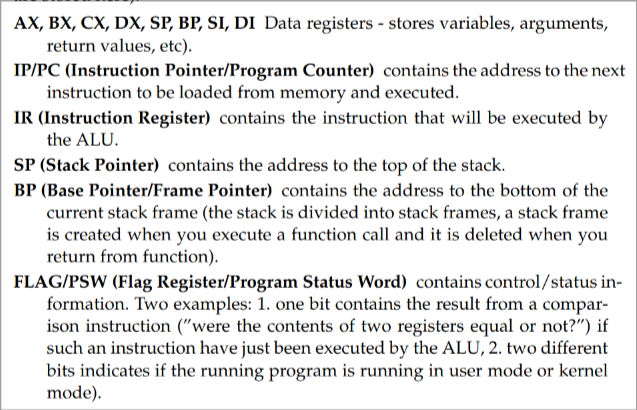 AX, BX, CX, DX, SP, BP, SI, DI Data registers - stores variables, arguments,
return values, etc).
IP/PC (Instruction Pointer/Program Counter) contains the address to the next
instruction to be loaded from memory and executed.
IR (Instruction Register) contains the instruction that will be executed by
the ALU.
SP (Stack Pointer) contains the address to the top of the stack.
BP (Base Pointer/Frame Pointer) contains the address to the bottom of the
current stack frame (the stack is divided into stack frames, a stack frame
is created when you execute a function call and it is deleted when you
return from function).
FLAG/PSW (Flag Register/Program Status Word) contains control/status in-
formation. Two examples: 1. one bit contains the result from a compar-
ison instruction (”were the contents of two registers equal or not?”) if
such an instruction have just been executed by the ALU, 2. two different
bits indicates if the running program is running in user mode or kernel
mode).